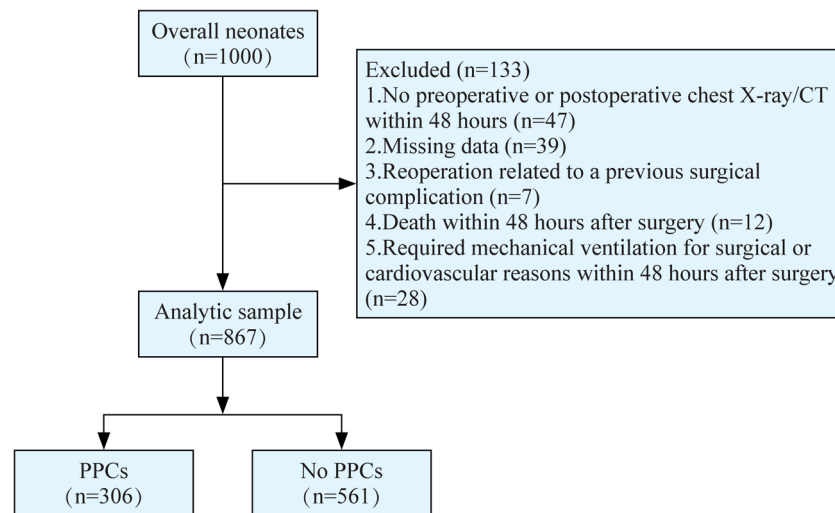 Overall neonates
(n=1000)
Excluded (n=133)
1.No preoperative or postoperative chest X-ray/CT
within 48 hours (n=47)
2.Missing data (n=39)
3.Reoperation related to a previous surgical
complication (n=7)
4.Death within 48 hours after surgery (n=12)
5.Required mechanical ventilation for surgical or
cardiovascular reasons within 48 hours after surgery
(n=28)
Analytic sample
(n=867)
PPCs
(n=306)
No PPCs
(n=561)